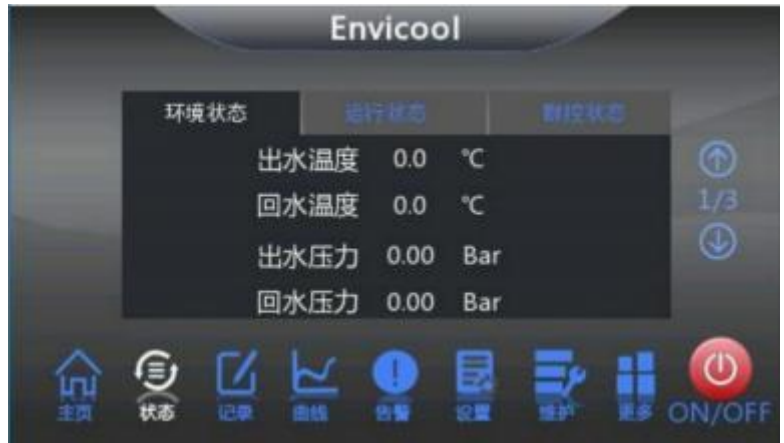 Envicool
环境状态 运行状态 群控状态
出水温度 0.0 ℃
回水温度 0.0 ℃
1/3
出水压力 0.00 Bar
回水压力 0.00 Bar
主页 状态 记录 曲线 告警 设置 维护 更多 ON/OFF